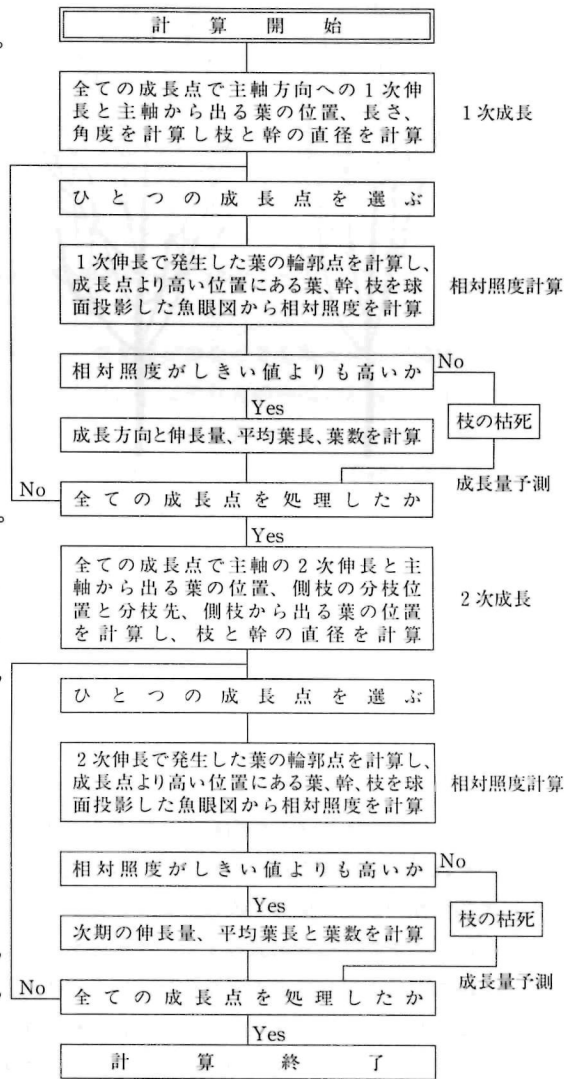 計算開始
全ての成長点で主軸方向への1次伸
長と主軸から出る葉の位置、長さ、
角度を計算し枝と幹の直径を計算
1次成長
ひとつの成長点を選ぶ
1次伸長で発生した葉の輪郭点を計算し、
成長点より高い位置にある葉、幹、枝を球
面投影した魚眼図から相対照度を計算
相対照度計算
相対照度がしきい値よりも高いか
No
Yes
枝の枯死
成長方向と伸長量、平均葉長、葉数を計算
成長量予測
No
全ての成長点を処理したか
Yes
全ての成長点で主軸の2次伸長と主
軸から出る葉の位置、側枝の分枝位
置と分枝先、側枝から出る葉の位置
を計算し、枝と幹の直径を計算
2次成長
ひとつの成長点を選ぶ
2次伸長で発生した葉の輪郭点を計算し、
成長点より高い位置にある葉、幹、枝を球
面投影した魚眼図から相対照度を計算
相対照度計算
相対照度がしきい値よりも高いか
No
Yes
枝の枯死
次期の伸長量、平均葉長と葉数を計算
成長量予測
No
全ての成長点を処理したか
Yes
計算終了